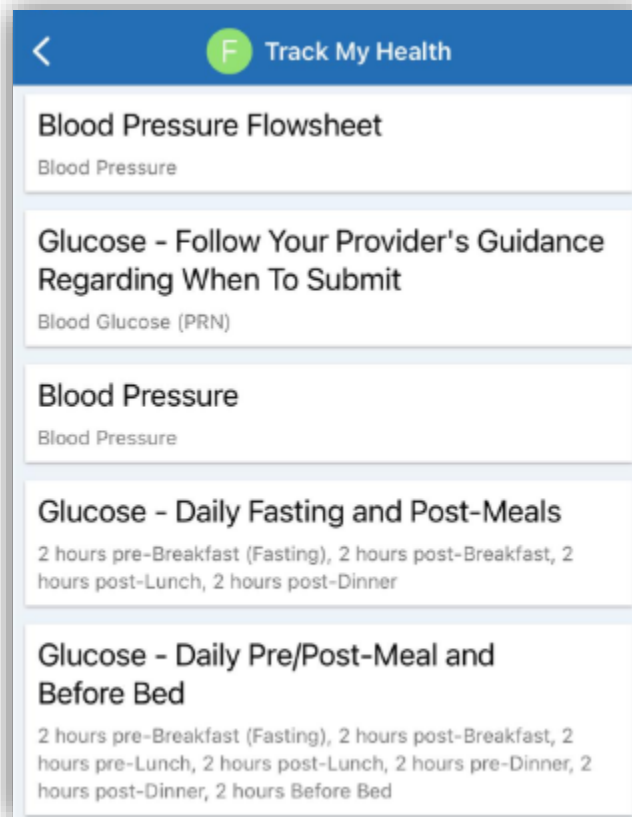 F Track My Health
Blood Pressure Flowsheet
Blood Pressure
Glucose - Follow Your Provider's Guidance
Regarding When To Submit
Blood Glucose (PRN)
Blood Pressure
Blood Pressure
Glucose - Daily Fasting and Post-Meals
2 hours pre-Breakfast (Fasting), 2 hours post-Breakfast, 2
hours post-Lunch, 2 hours post-Dinner
Glucose - Daily Pre/Post-Meal and
Before Bed
2 hours pre-Breakfast (Fasting), 2 hours post-Breakfast, 2
hours pre-Lunch, 2 hours post-Lunch, 2 hours pre-Dinner, 2
hours post-Dinner, 2 hours Before Bed